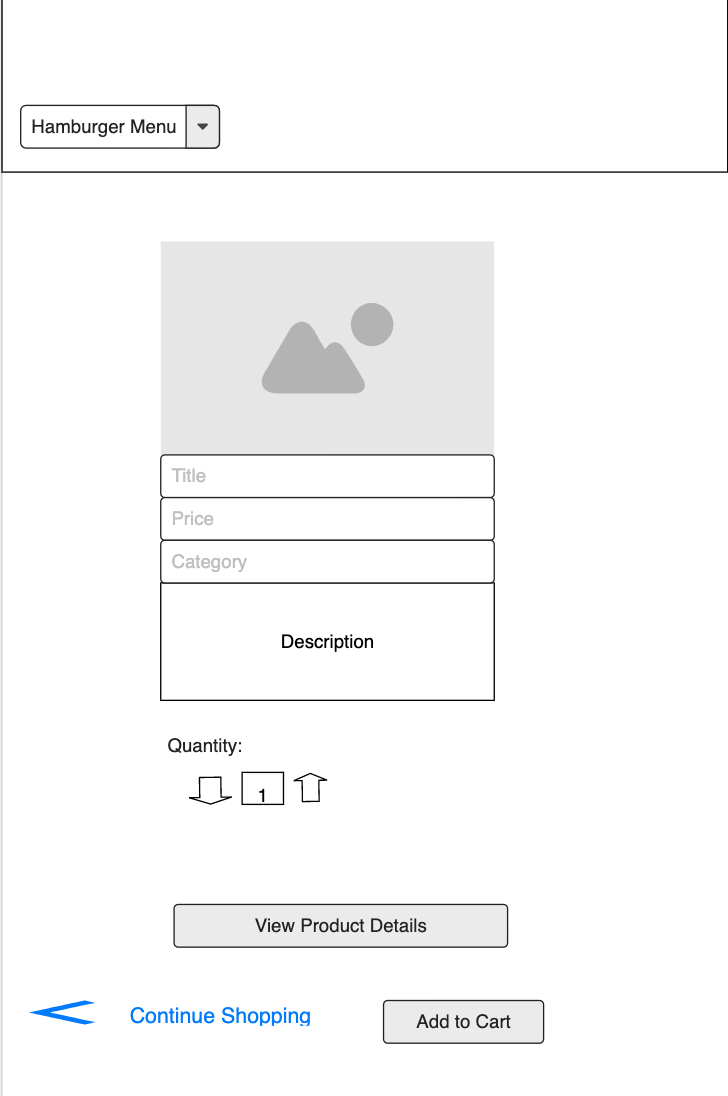 Hamburger Menu
Title
Price
Category
Description
Quantity:
1
View Product Details
Continue Shopping
Add to Cart